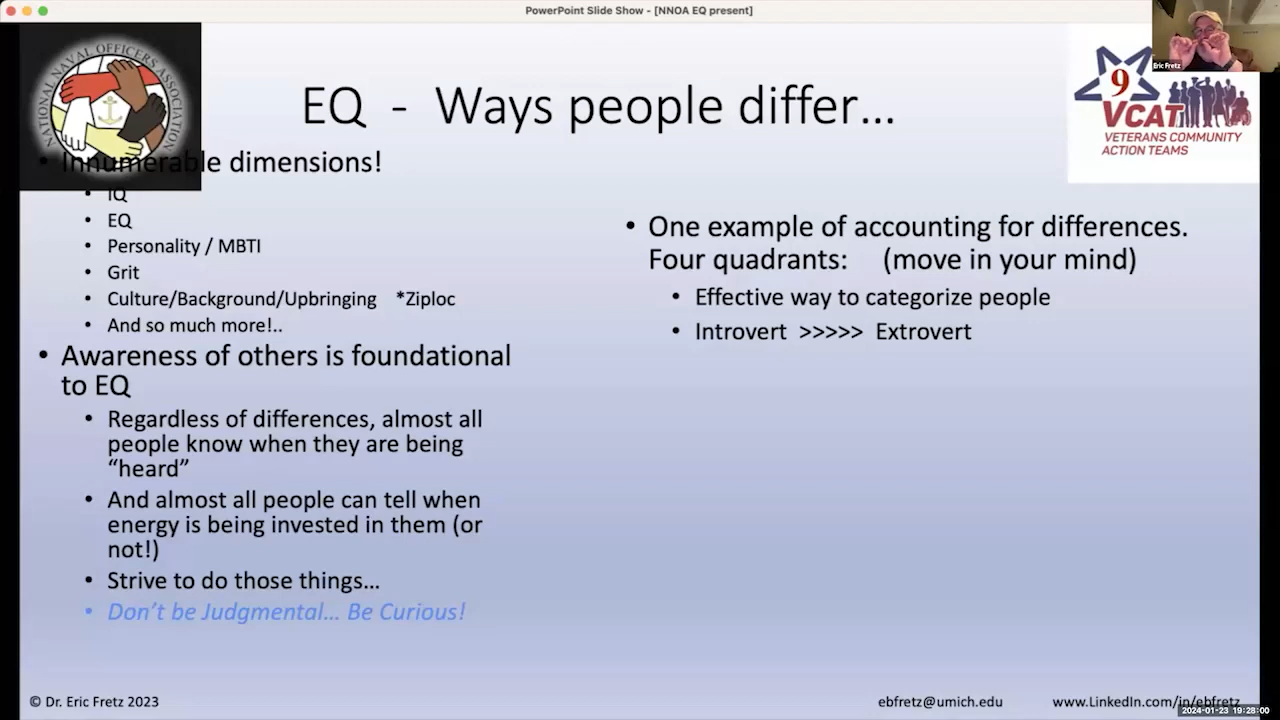 PowerPoint Slide Show - [NNOA EQ present]
NATIONAL NAVAL OFFICERS ASSOCIATION
Eric Fretz
9
VCAT
VETERANS COMMUNITY
ACTION TEAMS
EQ - Ways people differ…
• Innumerable dimensions!
• IQ
• EQ
• Personality / MBTI
• Grit
• Culture/Background/Upbringing *Ziploc
• And so much more!..
• Awareness of others is foundational
to EQ
• Regardless of differences, almost all
people know when they are being
“heard”
• And almost all people can tell when
energy is being invested in them (or
not!)
• Strive to do those things…
• Don’t be Judgmental… Be Curious!
• One example of accounting for differences.
Four quadrants: (move in your mind)
• Effective way to categorize people
• Introvert >>>>> Extrovert
© Dr. Eric Fretz 2023
ebfretz@umich.edu
www.LinkedIn.com/in/ebfretz
2024-01-23 19:28:00